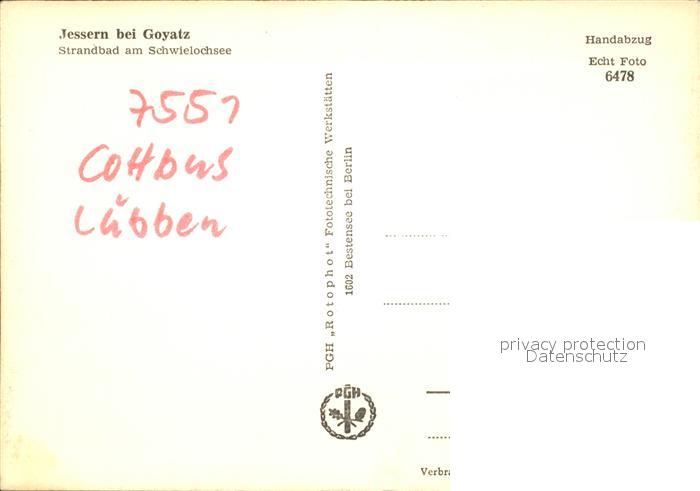 Jessern bei Goyatz
Strandbad am Schwielochsee
Handabzug
Echt Foto
6478
7551
Cottbus
Lübben
PGH „Rotophot“ Fototechnische Werkstätten
1602 Bestensee bei Berlin
PGH
privacy protection
Datenschutz